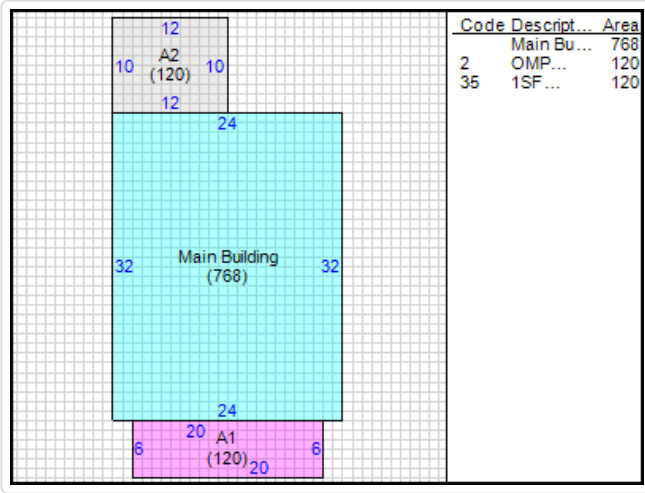 12
A2
10 10
(120)
12
24
Main Building
32 32
(768)
24
20 A1
6 6
(120) 20
Code Descript... Area
Main Bu... 768
2 OMP... 120
35 1SF... 120